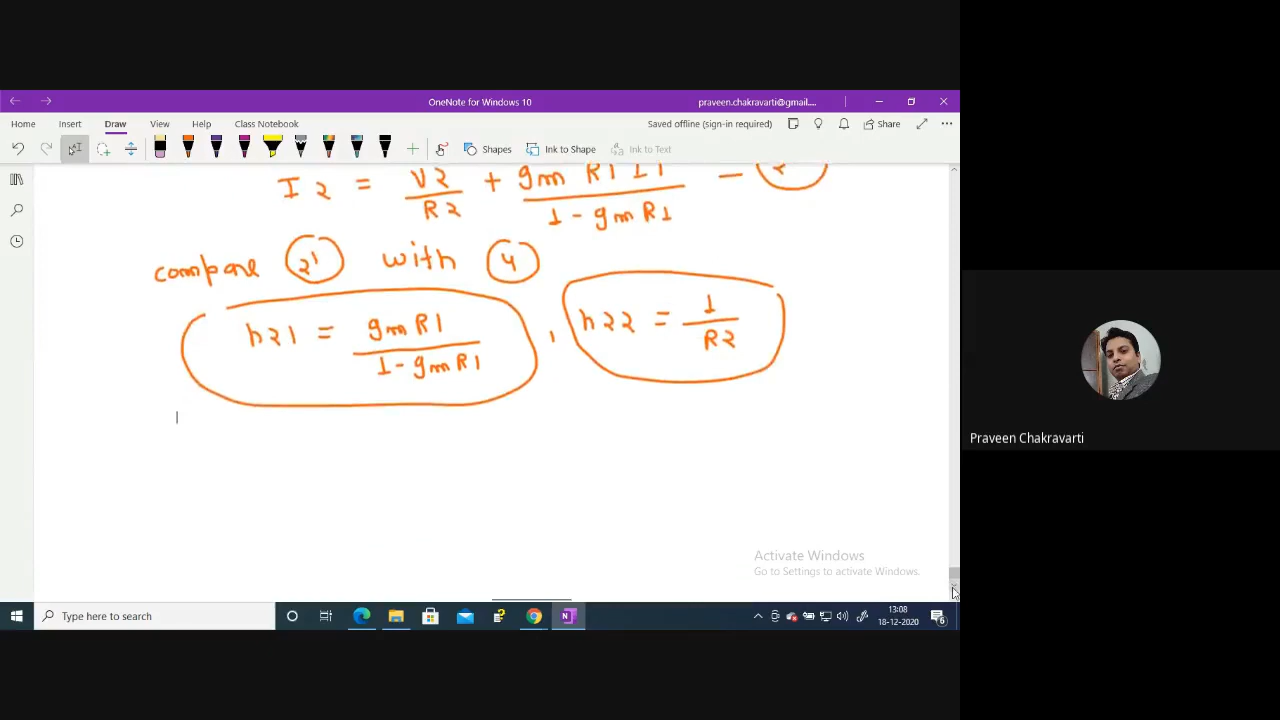 OneNote for Windows 10
praveen.chakravarti@gmail....
Home Insert Draw View Help Class Notebook
Saved offline (sign-in required)
Share
Shapes Ink to Shape Ink to Text
I2 = V2/R2 + gm R1 I1/1 - gm R1 -
compare 2' with 4
h21 = gm R1/1 - gm R1 , h22 = 1/R2
Praveen Chakravarti
Activate Windows
Go to Settings to activate Windows.
Type here to search
13:08
18-12-2020
6